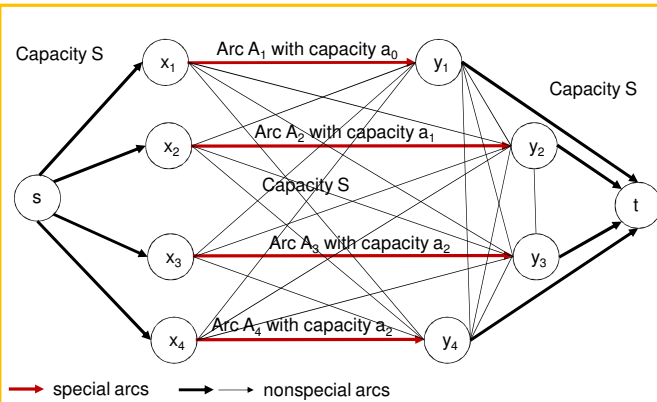 Capacity S
x1
Arc A1 with capacity a0
y1
Capacity S
x2
Arc A2 with capacity a1
y2
Capacity S
s
t
x3
Arc A3 with capacity a2
y3
x4
Arc A4 with capacity a2
y4
special arcs
nonspecial arcs